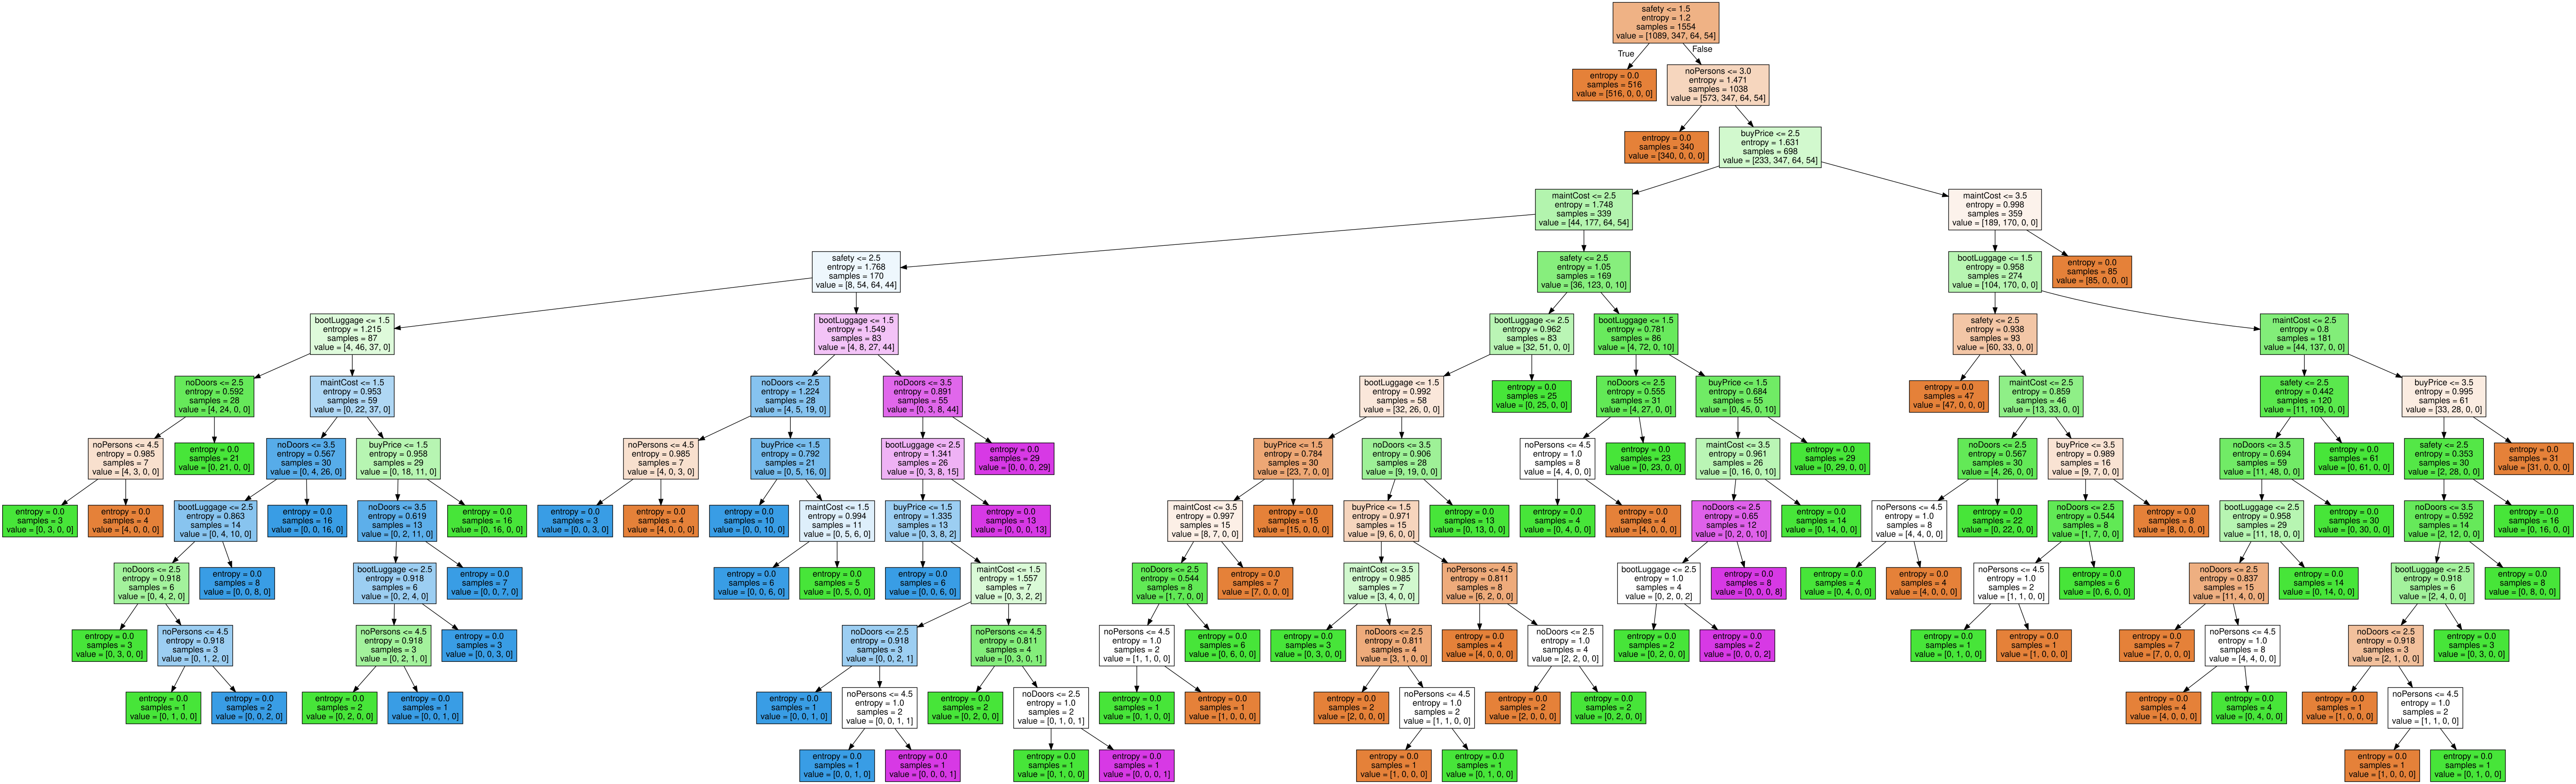 safety <= 1.5
entropy = 1.2
samples = 1554
value = [1089, 347, 64, 54]
True
False
entropy = 0.0
samples = 516
value = [516, 0, 0, 0]
noPersons <= 3.0
entropy = 1.471
samples = 1038
value = [573, 347, 64, 54]
entropy = 0.0
samples = 340
value = [340, 0, 0, 0]
buyPrice <= 2.5
entropy = 1.631
samples = 698
value = [233, 347, 64, 54]
maintCost <= 2.5
entropy = 1.748
samples = 339
value = [44, 177, 64, 54]
maintCost <= 3.5
entropy = 0.998
samples = 359
value = [189, 170, 0, 0]
safety <= 2.5
entropy = 1.768
samples = 170
value = [8, 54, 64, 44]
safety <= 2.5
entropy = 1.05
samples = 169
value = [36, 123, 0, 10]
bootLuggage <= 1.5
entropy = 0.958
samples = 274
value = [104, 170, 0, 0]
entropy = 0.0
samples = 85
value = [85, 0, 0, 0]
bootLuggage <= 1.5
entropy = 1.215
samples = 87
value = [4, 46, 37, 0]
bootLuggage <= 1.5
entropy = 1.549
samples = 83
value = [4, 8, 27, 44]
bootLuggage <= 2.5
entropy = 0.962
samples = 83
value = [32, 51, 0, 0]
bootLuggage <= 1.5
entropy = 0.781
samples = 86
value = [4, 72, 0, 10]
safety <= 2.5
entropy = 0.938
samples = 93
value = [60, 33, 0, 0]
maintCost <= 2.5
entropy = 0.8
samples = 181
value = [44, 137, 0, 0]
noDoors <= 2.5
entropy = 0.592
samples = 28
value = [4, 24, 0, 0]
maintCost <= 1.5
entropy = 0.953
samples = 59
value = [0, 22, 37, 0]
noDoors <= 2.5
entropy = 1.224
samples = 28
value = [4, 5, 19, 0]
noDoors <= 3.5
entropy = 0.891
samples = 55
value = [0, 3, 8, 44]
bootLuggage <= 1.5
entropy = 0.992
samples = 58
value = [32, 26, 0, 0]
entropy = 0.0
samples = 25
value = [0, 25, 0, 0]
noDoors <= 2.5
entropy = 0.555
samples = 31
value = [4, 27, 0, 0]
buyPrice <= 1.5
entropy = 0.684
samples = 55
value = [0, 45, 0, 10]
entropy = 0.0
samples = 47
value = [47, 0, 0, 0]
maintCost <= 2.5
entropy = 0.859
samples = 46
value = [13, 33, 0, 0]
safety <= 2.5
entropy = 0.442
samples = 120
value = [11, 109, 0, 0]
buyPrice <= 3.5
entropy = 0.995
samples = 61
value = [33, 28, 0, 0]
noPersons <= 4.5
entropy = 0.985
samples = 7
value = [4, 3, 0, 0]
entropy = 0.0
samples = 21
value = [0, 21, 0, 0]
noDoors <= 3.5
entropy = 0.567
samples = 30
value = [0, 4, 26, 0]
buyPrice <= 1.5
entropy = 0.958
samples = 29
value = [0, 18, 11, 0]
noPersons <= 4.5
entropy = 0.985
samples = 7
value = [4, 0, 3, 0]
buyPrice <= 1.5
entropy = 0.792
samples = 21
value = [0, 5, 16, 0]
bootLuggage <= 2.5
entropy = 1.341
samples = 26
value = [0, 3, 8, 15]
entropy = 0.0
samples = 29
value = [0, 0, 0, 29]
buyPrice <= 1.5
entropy = 0.784
samples = 30
value = [23, 7, 0, 0]
noDoors <= 3.5
entropy = 0.906
samples = 28
value = [9, 19, 0, 0]
noPersons <= 4.5
entropy = 1.0
samples = 8
value = [4, 4, 0, 0]
entropy = 0.0
samples = 23
value = [0, 23, 0, 0]
maintCost <= 3.5
entropy = 0.961
samples = 26
value = [0, 16, 0, 10]
entropy = 0.0
samples = 29
value = [0, 29, 0, 0]
noDoors <= 2.5
entropy = 0.567
samples = 30
value = [4, 26, 0, 0]
buyPrice <= 3.5
entropy = 0.989
samples = 16
value = [9, 7, 0, 0]
noDoors <= 3.5
entropy = 0.694
samples = 59
value = [11, 48, 0, 0]
entropy = 0.0
samples = 61
value = [0, 61, 0, 0]
safety <= 2.5
entropy = 0.353
samples = 30
value = [2, 28, 0, 0]
entropy = 0.0
samples = 31
value = [31, 0, 0, 0]
entropy = 0.0
samples = 3
value = [0, 3, 0, 0]
entropy = 0.0
samples = 4
value = [4, 0, 0, 0]
bootLuggage <= 2.5
entropy = 0.863
samples = 14
value = [0, 4, 10, 0]
entropy = 0.0
samples = 16
value = [0, 0, 16, 0]
noDoors <= 3.5
entropy = 0.619
samples = 13
value = [0, 2, 11, 0]
entropy = 0.0
samples = 16
value = [0, 16, 0, 0]
entropy = 0.0
samples = 3
value = [0, 0, 3, 0]
entropy = 0.0
samples = 4
value = [4, 0, 0, 0]
entropy = 0.0
samples = 10
value = [0, 0, 10, 0]
maintCost <= 1.5
entropy = 0.994
samples = 11
value = [0, 5, 6, 0]
buyPrice <= 1.5
entropy = 1.335
samples = 13
value = [0, 3, 8, 2]
entropy = 0.0
samples = 13
value = [0, 0, 0, 13]
maintCost <= 3.5
entropy = 0.997
samples = 15
value = [8, 7, 0, 0]
entropy = 0.0
samples = 15
value = [15, 0, 0, 0]
buyPrice <= 1.5
entropy = 0.971
samples = 15
value = [9, 6, 0, 0]
entropy = 0.0
samples = 13
value = [0, 13, 0, 0]
entropy = 0.0
samples = 4
value = [0, 4, 0, 0]
entropy = 0.0
samples = 4
value = [4, 0, 0, 0]
noDoors <= 2.5
entropy = 0.65
samples = 12
value = [0, 2, 0, 10]
entropy = 0.0
samples = 14
value = [0, 14, 0, 0]
noPersons <= 4.5
entropy = 1.0
samples = 8
value = [4, 4, 0, 0]
entropy = 0.0
samples = 22
value = [0, 22, 0, 0]
noDoors <= 2.5
entropy = 0.544
samples = 8
value = [1, 7, 0, 0]
entropy = 0.0
samples = 8
value = [8, 0, 0, 0]
bootLuggage <= 2.5
entropy = 0.958
samples = 29
value = [11, 18, 0, 0]
entropy = 0.0
samples = 30
value = [0, 30, 0, 0]
noDoors <= 3.5
entropy = 0.592
samples = 14
value = [2, 12, 0, 0]
entropy = 0.0
samples = 16
value = [0, 16, 0, 0]
noDoors <= 2.5
entropy = 0.918
samples = 6
value = [0, 4, 2, 0]
entropy = 0.0
samples = 8
value = [0, 0, 8, 0]
bootLuggage <= 2.5
entropy = 0.918
samples = 6
value = [0, 2, 4, 0]
entropy = 0.0
samples = 7
value = [0, 0, 7, 0]
entropy = 0.0
samples = 6
value = [0, 0, 6, 0]
entropy = 0.0
samples = 5
value = [0, 5, 0, 0]
entropy = 0.0
samples = 6
value = [0, 0, 6, 0]
maintCost <= 1.5
entropy = 1.557
samples = 7
value = [0, 3, 2, 2]
noDoors <= 2.5
entropy = 0.544
samples = 8
value = [1, 7, 0, 0]
entropy = 0.0
samples = 7
value = [7, 0, 0, 0]
maintCost <= 3.5
entropy = 0.985
samples = 7
value = [3, 4, 0, 0]
noPersons <= 4.5
entropy = 0.811
samples = 8
value = [6, 2, 0, 0]
bootLuggage <= 2.5
entropy = 1.0
samples = 4
value = [0, 2, 0, 2]
entropy = 0.0
samples = 8
value = [0, 0, 0, 8]
entropy = 0.0
samples = 4
value = [0, 4, 0, 0]
entropy = 0.0
samples = 4
value = [4, 0, 0, 0]
noPersons <= 4.5
entropy = 1.0
samples = 2
value = [1, 1, 0, 0]
entropy = 0.0
samples = 6
value = [0, 6, 0, 0]
noDoors <= 2.5
entropy = 0.837
samples = 15
value = [11, 4, 0, 0]
entropy = 0.0
samples = 14
value = [0, 14, 0, 0]
bootLuggage <= 2.5
entropy = 0.918
samples = 6
value = [2, 4, 0, 0]
entropy = 0.0
samples = 8
value = [0, 8, 0, 0]
entropy = 0.0
samples = 3
value = [0, 3, 0, 0]
noPersons <= 4.5
entropy = 0.918
samples = 3
value = [0, 1, 2, 0]
noPersons <= 4.5
entropy = 0.918
samples = 3
value = [0, 2, 1, 0]
entropy = 0.0
samples = 3
value = [0, 0, 3, 0]
noDoors <= 2.5
entropy = 0.918
samples = 3
value = [0, 0, 2, 1]
noPersons <= 4.5
entropy = 0.811
samples = 4
value = [0, 3, 0, 1]
noPersons <= 4.5
entropy = 1.0
samples = 2
value = [1, 1, 0, 0]
entropy = 0.0
samples = 6
value = [0, 6, 0, 0]
entropy = 0.0
samples = 3
value = [0, 3, 0, 0]
noDoors <= 2.5
entropy = 0.811
samples = 4
value = [3, 1, 0, 0]
entropy = 0.0
samples = 4
value = [4, 0, 0, 0]
noDoors <= 2.5
entropy = 1.0
samples = 4
value = [2, 2, 0, 0]
entropy = 0.0
samples = 2
value = [0, 2, 0, 0]
entropy = 0.0
samples = 2
value = [0, 0, 0, 2]
entropy = 0.0
samples = 1
value = [0, 1, 0, 0]
entropy = 0.0
samples = 1
value = [1, 0, 0, 0]
entropy = 0.0
samples = 7
value = [7, 0, 0, 0]
noPersons <= 4.5
entropy = 1.0
samples = 8
value = [4, 4, 0, 0]
noDoors <= 2.5
entropy = 0.918
samples = 3
value = [2, 1, 0, 0]
entropy = 0.0
samples = 3
value = [0, 3, 0, 0]
entropy = 0.0
samples = 1
value = [0, 1, 0, 0]
entropy = 0.0
samples = 2
value = [0, 0, 2, 0]
entropy = 0.0
samples = 2
value = [0, 2, 0, 0]
entropy = 0.0
samples = 1
value = [0, 0, 1, 0]
entropy = 0.0
samples = 1
value = [0, 0, 1, 0]
noPersons <= 4.5
entropy = 1.0
samples = 2
value = [0, 0, 1, 1]
entropy = 0.0
samples = 2
value = [0, 2, 0, 0]
noDoors <= 2.5
entropy = 1.0
samples = 2
value = [0, 1, 0, 1]
entropy = 0.0
samples = 1
value = [0, 1, 0, 0]
entropy = 0.0
samples = 1
value = [1, 0, 0, 0]
entropy = 0.0
samples = 2
value = [2, 0, 0, 0]
noPersons <= 4.5
entropy = 1.0
samples = 2
value = [1, 1, 0, 0]
entropy = 0.0
samples = 2
value = [2, 0, 0, 0]
entropy = 0.0
samples = 2
value = [0, 2, 0, 0]
entropy = 0.0
samples = 4
value = [4, 0, 0, 0]
entropy = 0.0
samples = 4
value = [0, 4, 0, 0]
entropy = 0.0
samples = 1
value = [1, 0, 0, 0]
noPersons <= 4.5
entropy = 1.0
samples = 2
value = [1, 1, 0, 0]
entropy = 0.0
samples = 1
value = [0, 0, 1, 0]
entropy = 0.0
samples = 1
value = [0, 0, 0, 1]
entropy = 0.0
samples = 1
value = [0, 1, 0, 0]
entropy = 0.0
samples = 1
value = [0, 0, 0, 1]
entropy = 0.0
samples = 1
value = [1, 0, 0, 0]
entropy = 0.0
samples = 1
value = [0, 1, 0, 0]
entropy = 0.0
samples = 1
value = [1, 0, 0, 0]
entropy = 0.0
samples = 1
value = [0, 1, 0, 0]